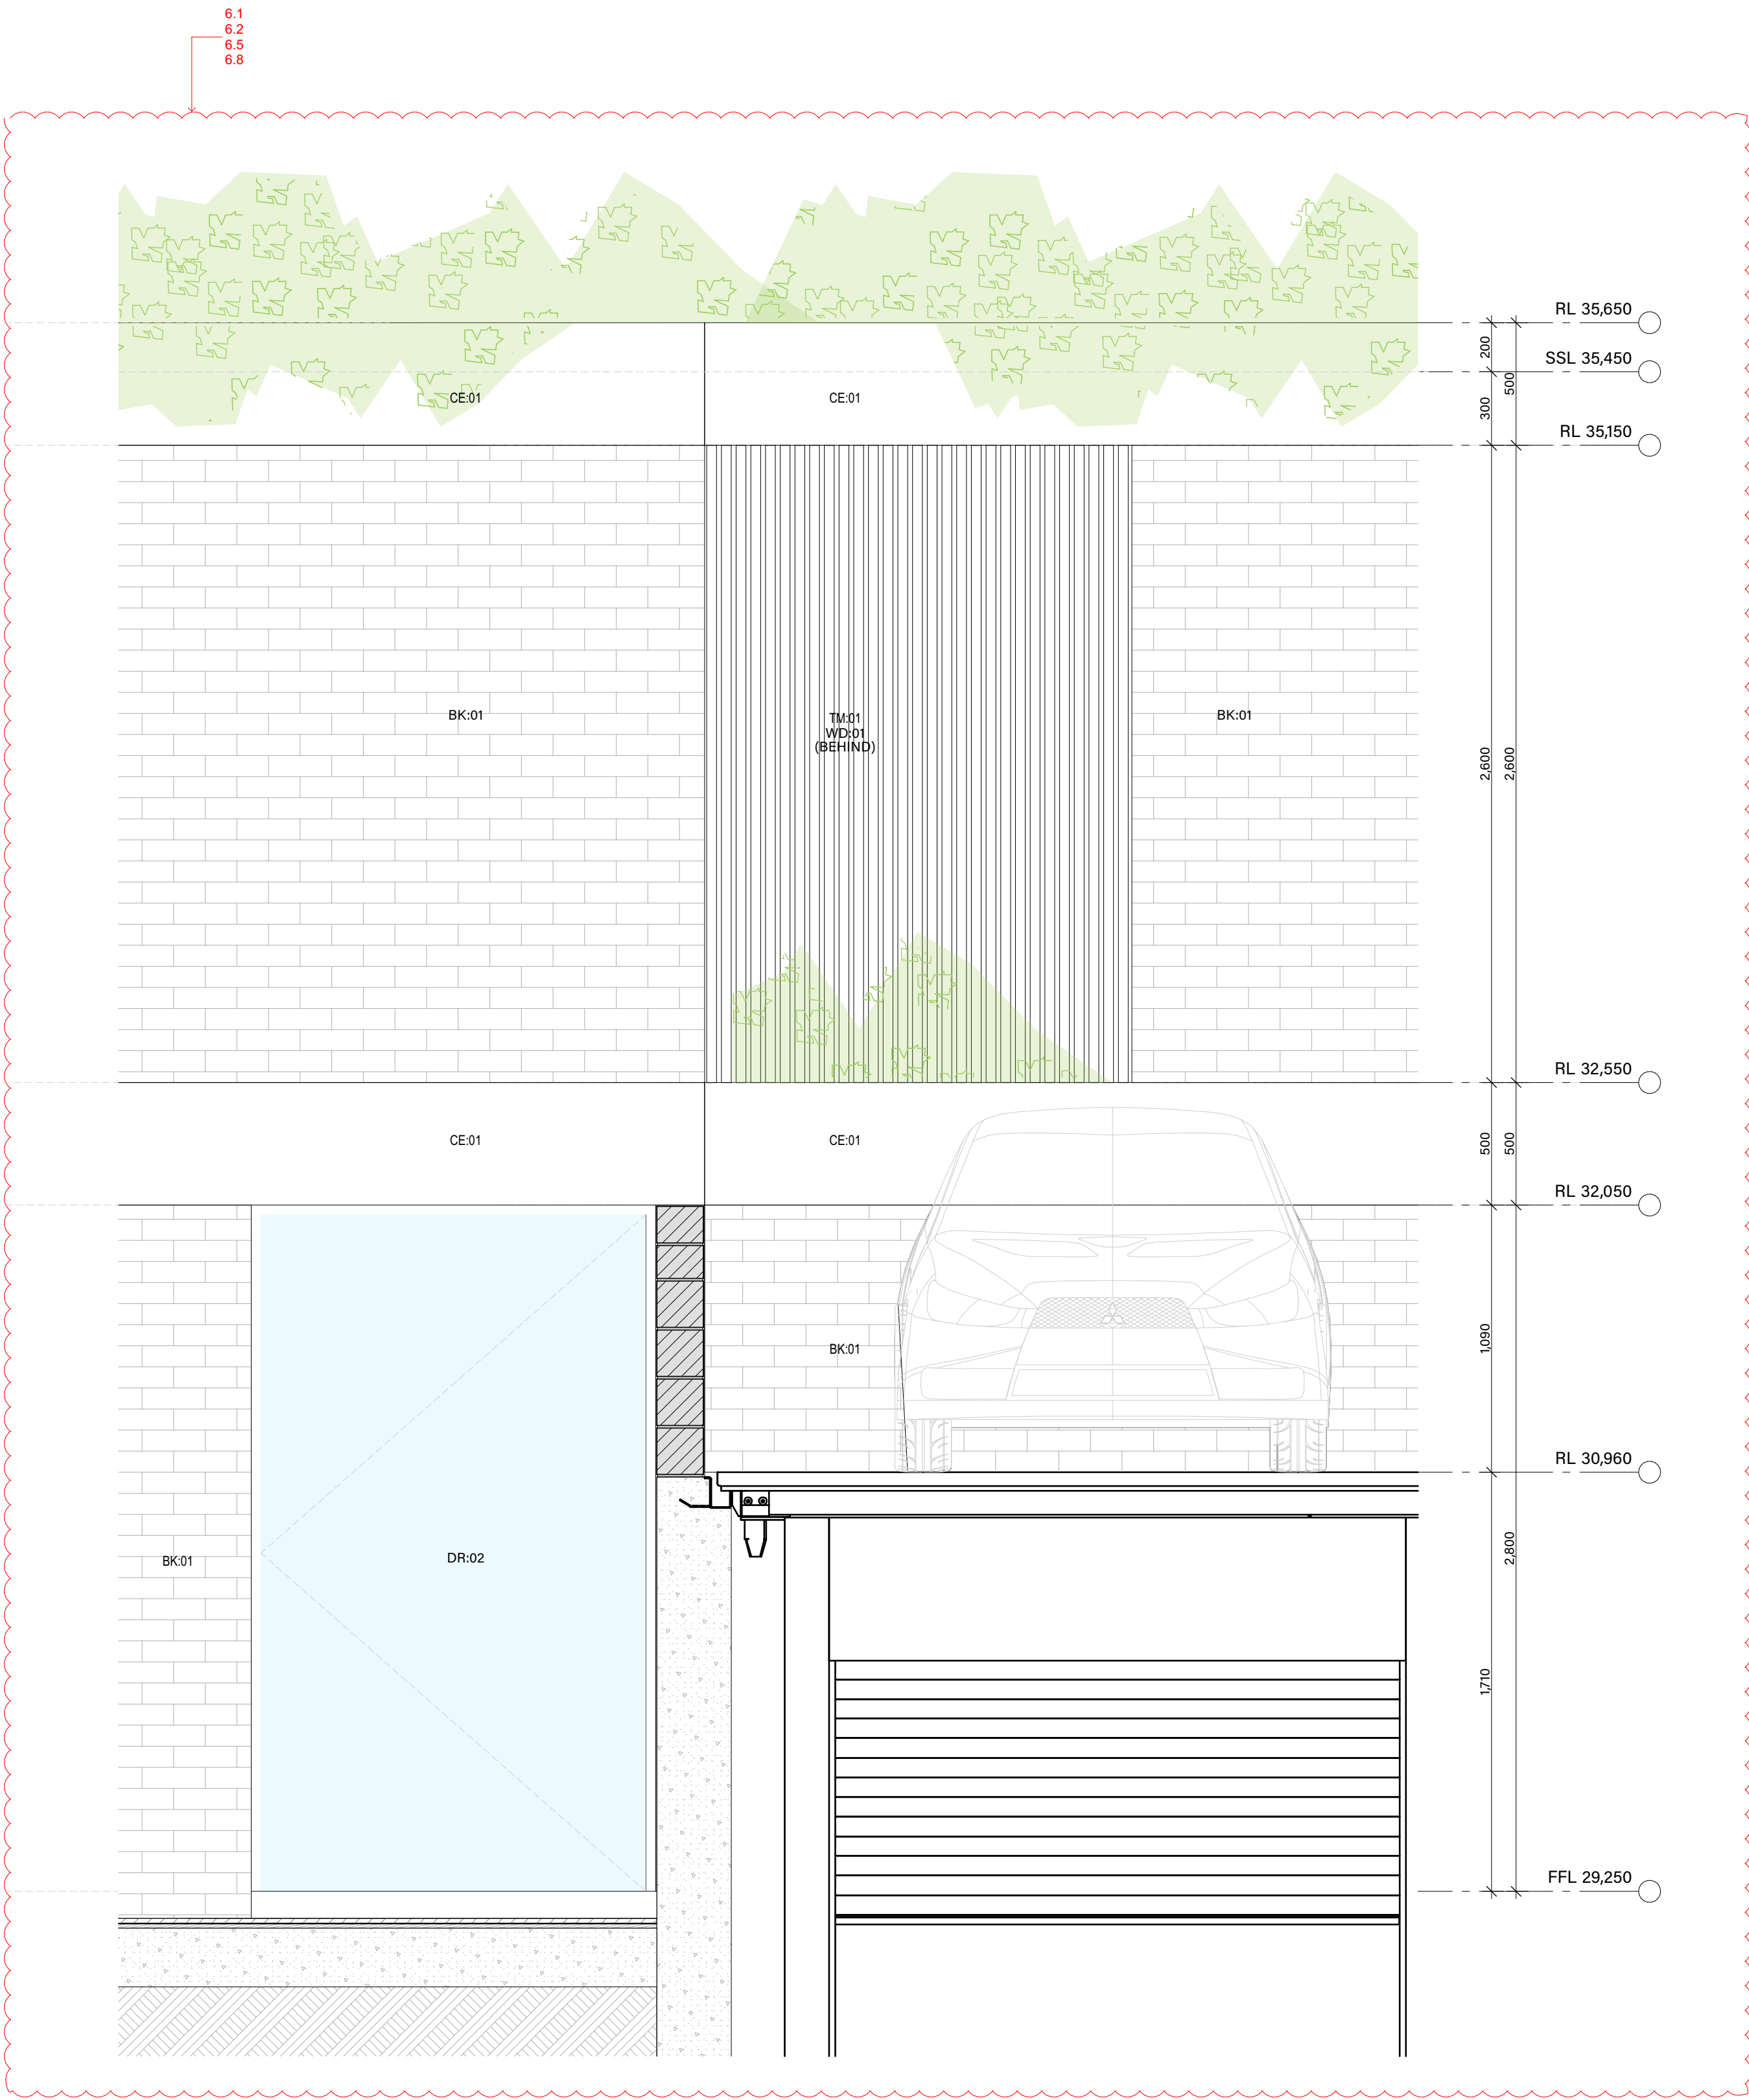 6.1
6.2
6.5
6.8
RL 35,650
200
SSL 35,450
500
300
CE:01
CE:01
RL 35,150
BK:01
TM:01
WD:01
(BEHIND)
BK:01
2,600
2,600
RL 32,550
CE:01
CE:01
500
500
RL 32,050
1,090
BK:01
RL 30,960
BK:01
DR:02
2,800
1,710
FFL 29,250